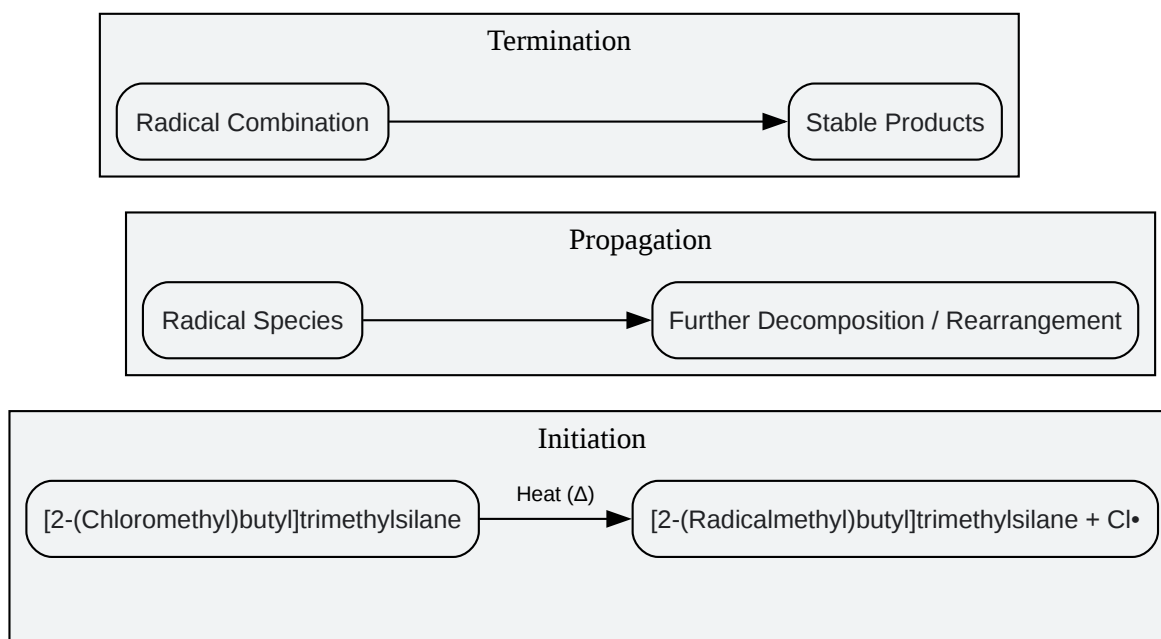 Termination
Radical Combination
Stable Products
Propagation
Radical Species
Further Decomposition / Rearrangement
Initiation
Heat (Δ)
[2-(Chloromethyl)butyl]trimethylsilane
[2-(Radicalmethyl)butyl]trimethylsilane + Cl•